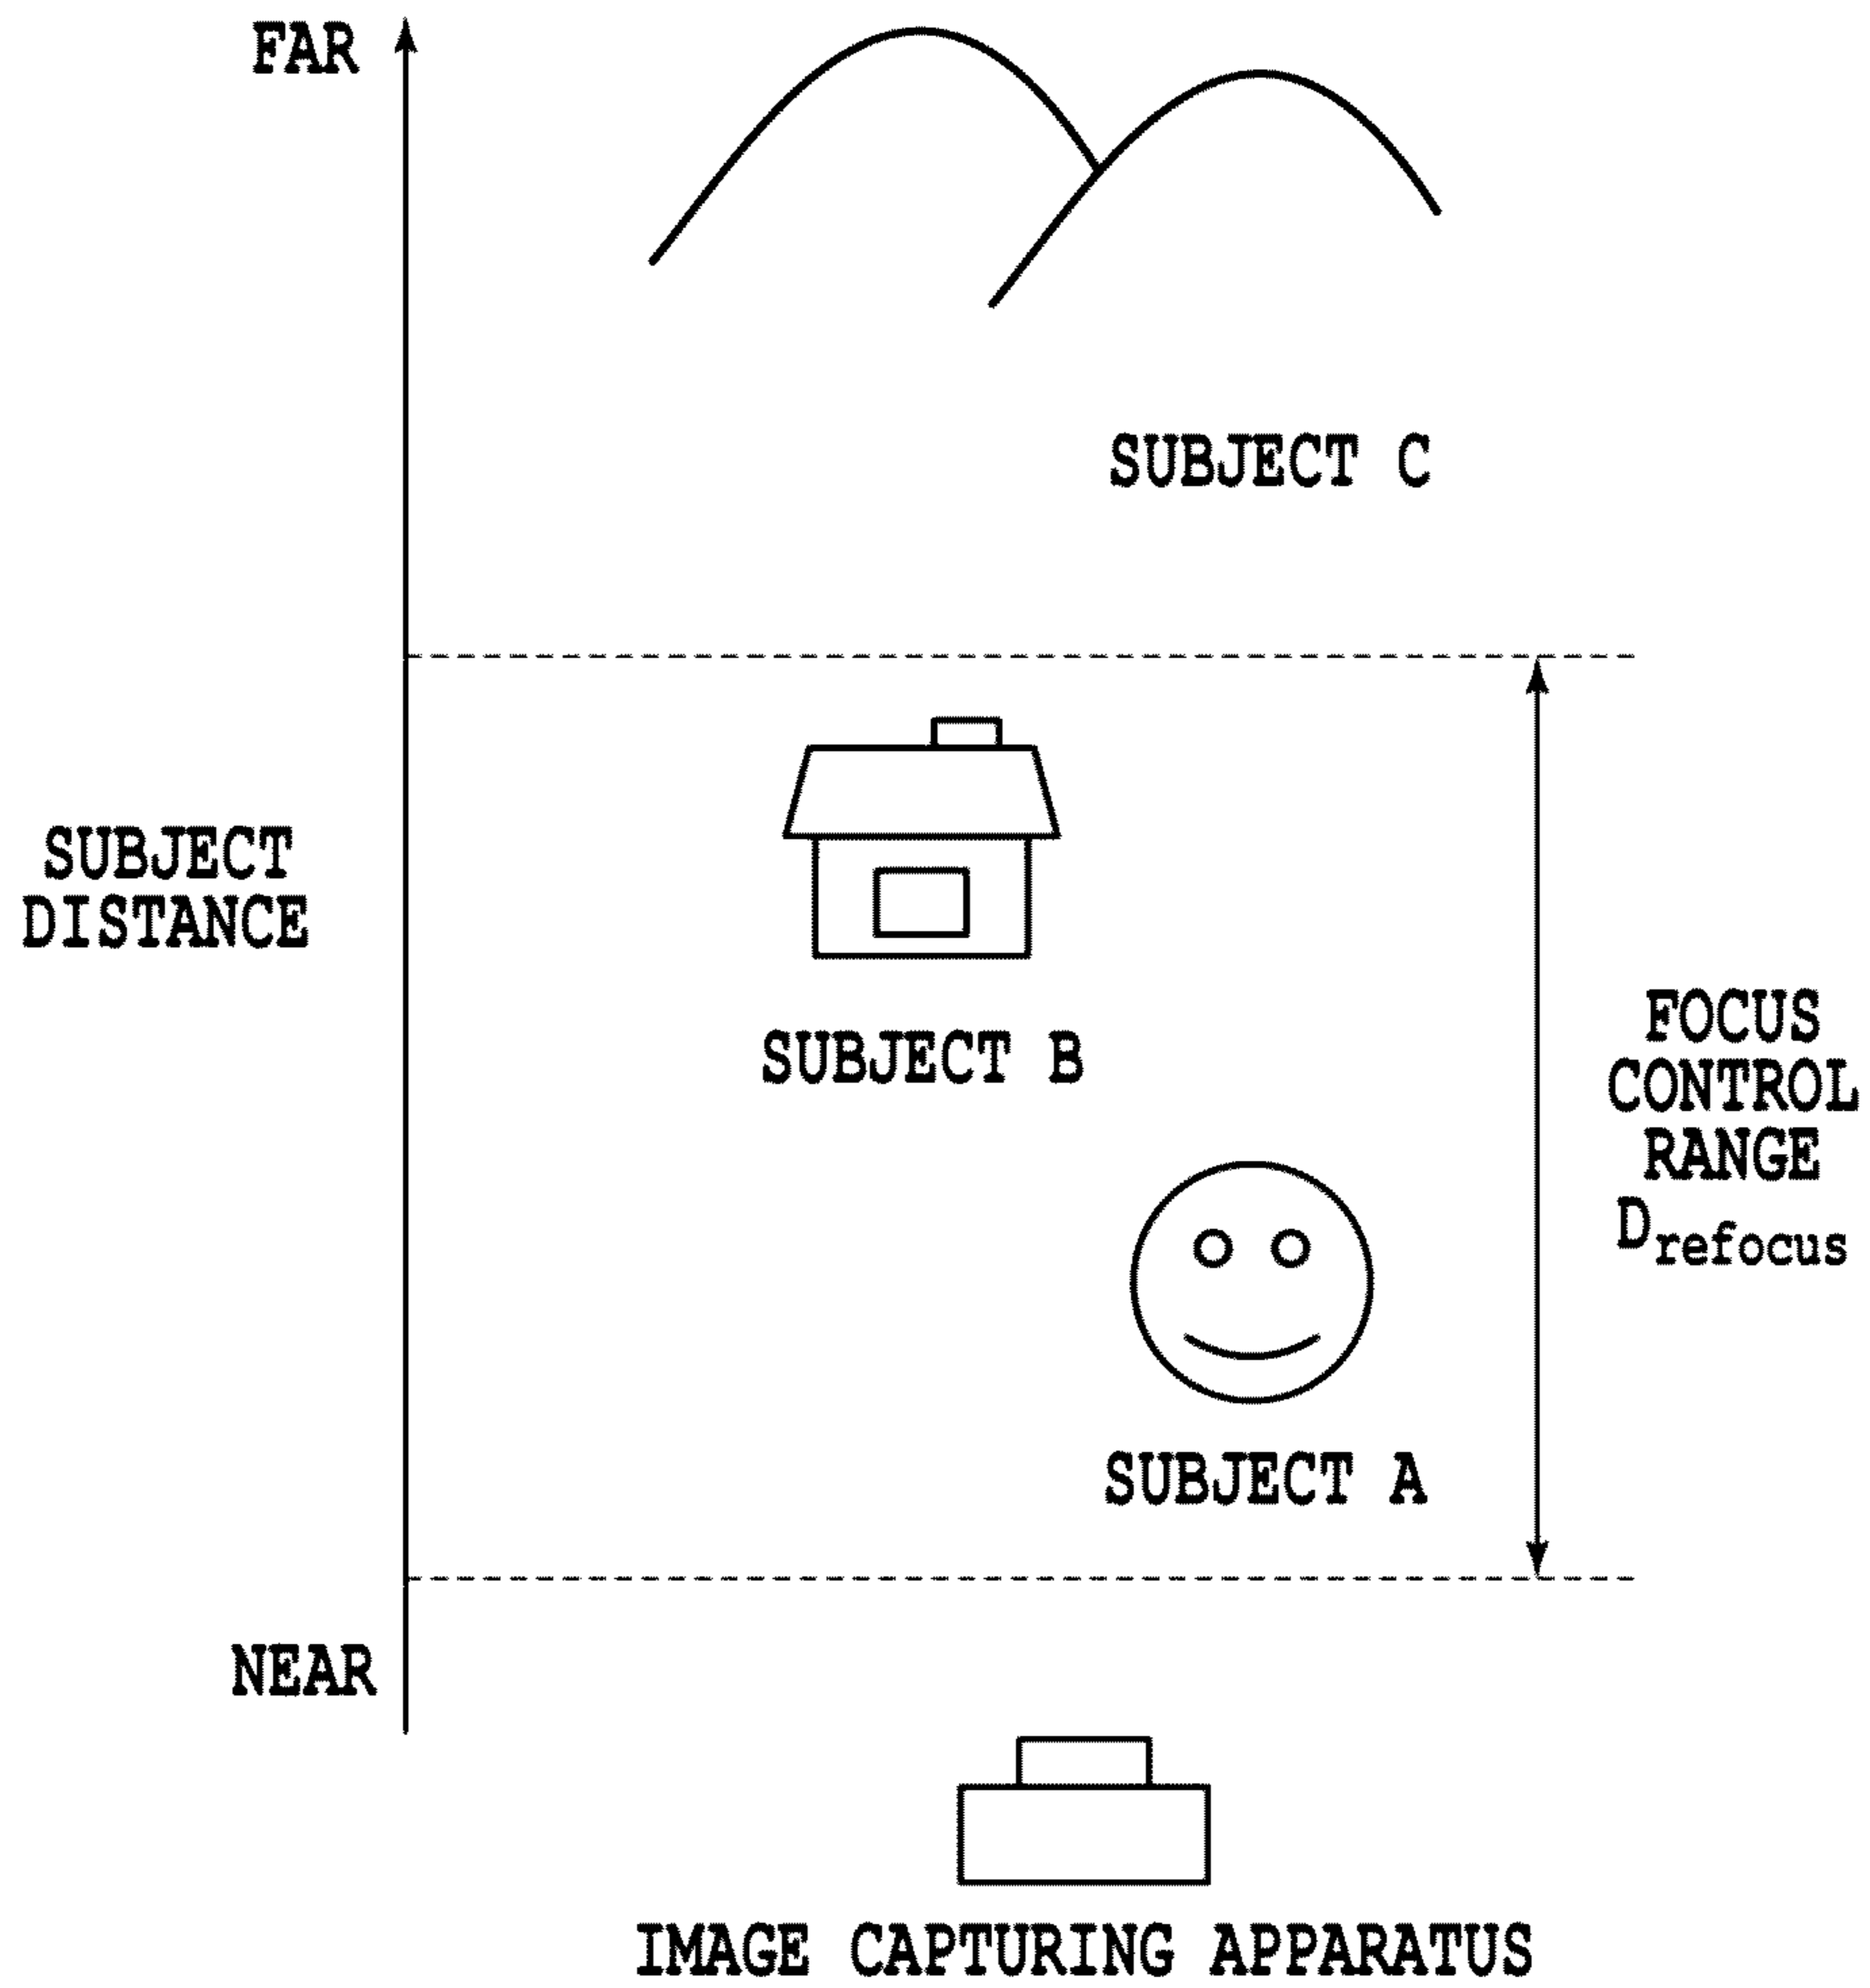 FAR
SUBJECT C
SUBJECT
DISTANCE
SUBJECT B
FOCUS
CONTROL
RANGE
Drefocus
SUBJECT A
NEAR
IMAGE CAPTURING APPARATUS